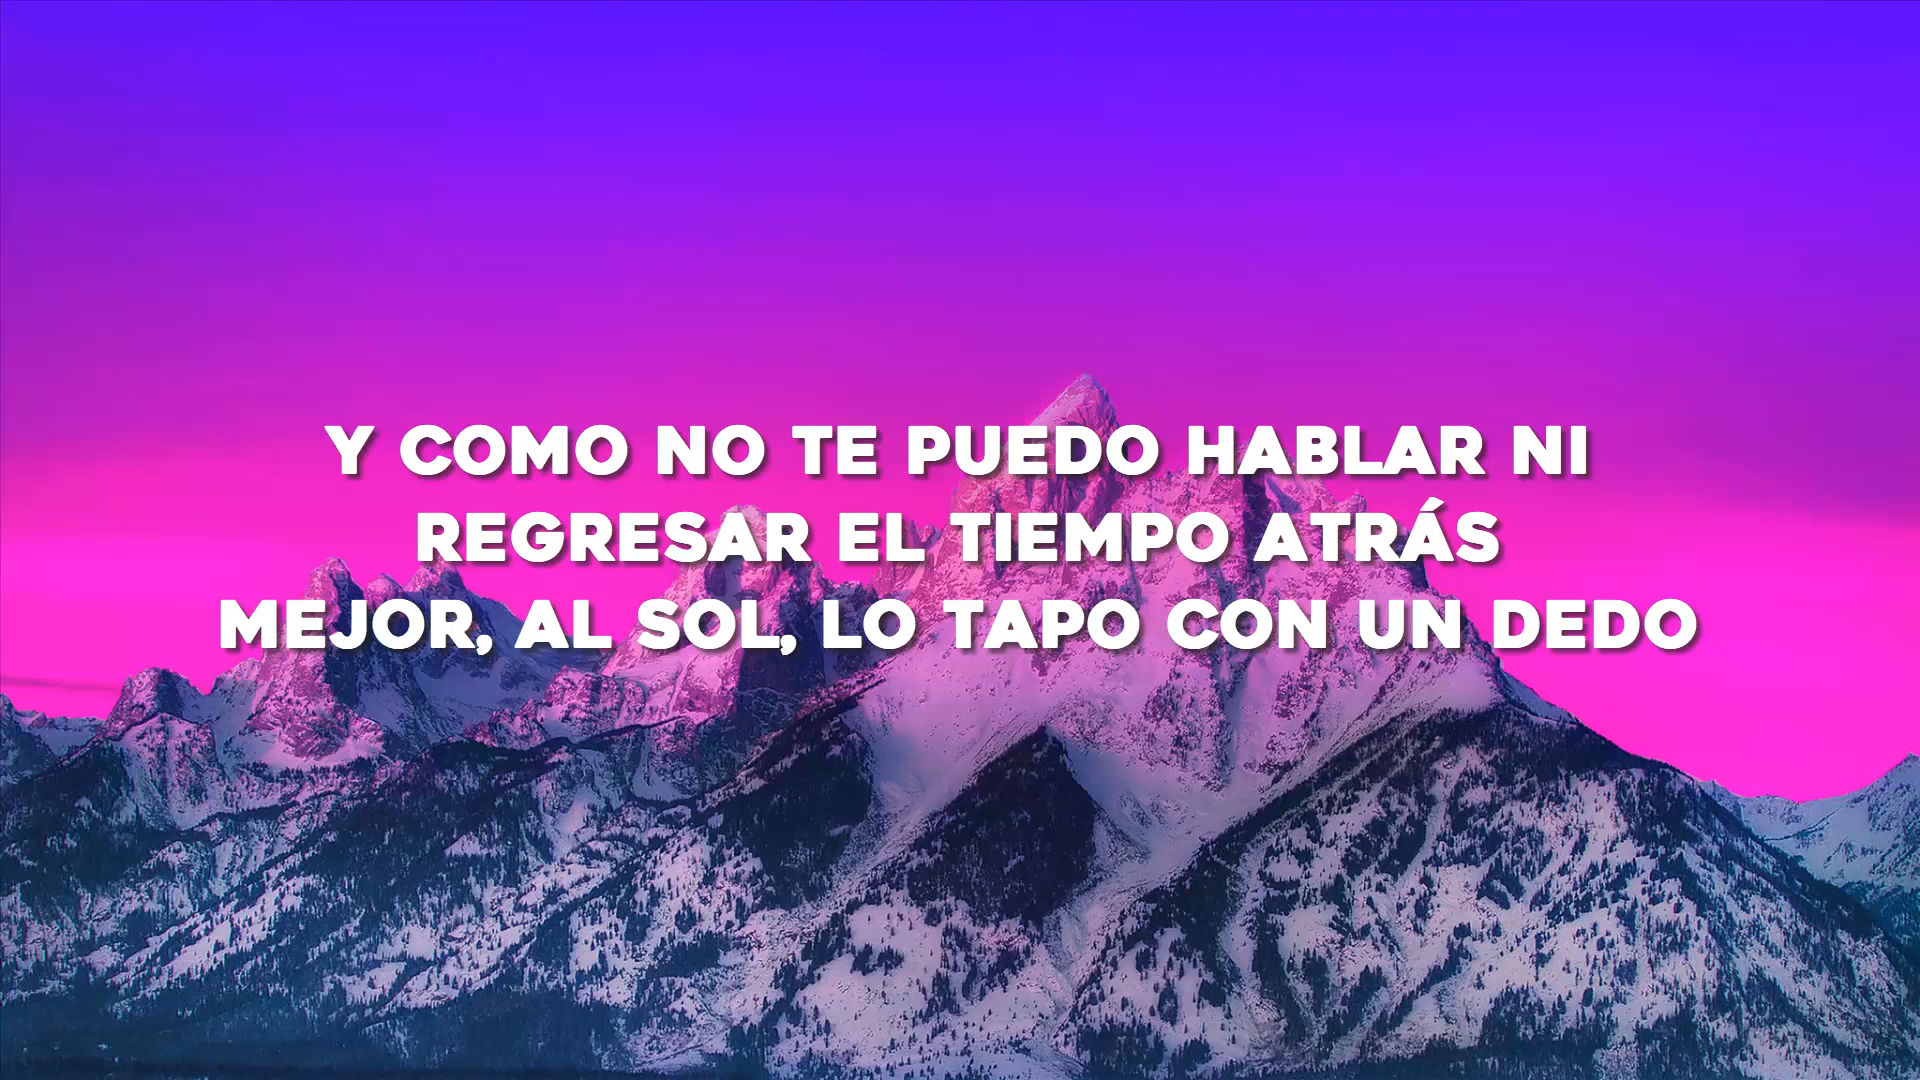 Y COMO NO TE PUEDO HABLAR NI
REGRESAR EL TIEMPO ATRÁS
MEJOR, AL SOL, LO TAPO CON UN DEDO